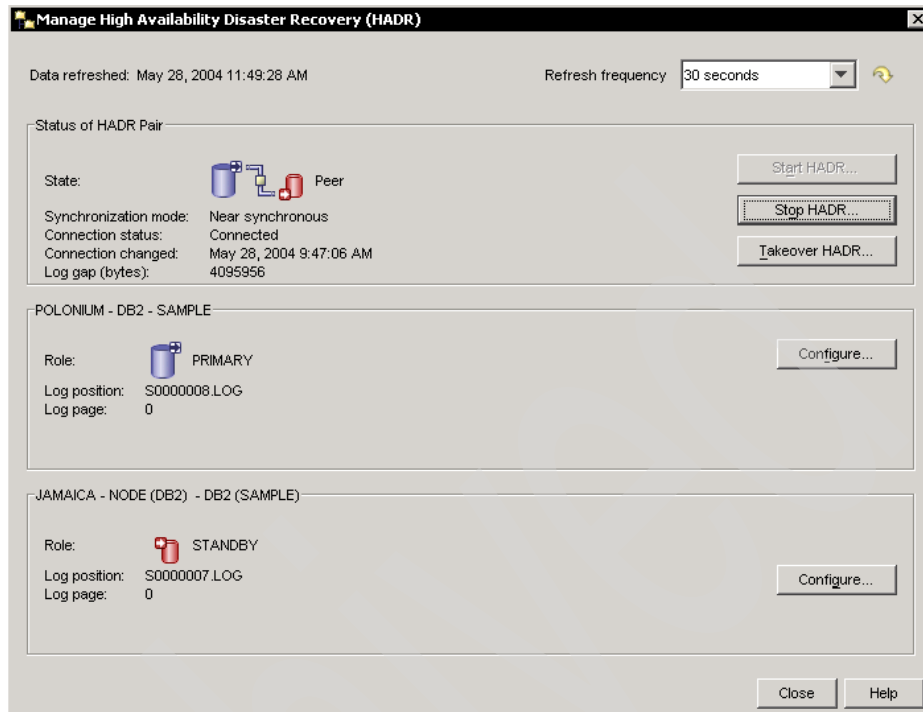 Manage High Availability Disaster Recovery (HADR)
Data refreshed: May 28, 2004 11:49:28 AM
Refresh frequency 30 seconds
Status of HADR Pair
State: Peer
Start HADR...
Synchronization mode: Near synchronous
Stop HADR...
Connection status: Connected
Connection changed: May 28, 2004 9:47:06 AM
Takeover HADR...
Log gap (bytes): 4095956
POLONIUM - DB2 - SAMPLE
Role: PRIMARY
Configure...
Log position: S0000008.LOG
Log page: 0
JAMAICA - NODE (DB2) - DB2 (SAMPLE)
Role: STANDBY
Log position: S0000007.LOG
Configure...
Log page: 0
Close Help